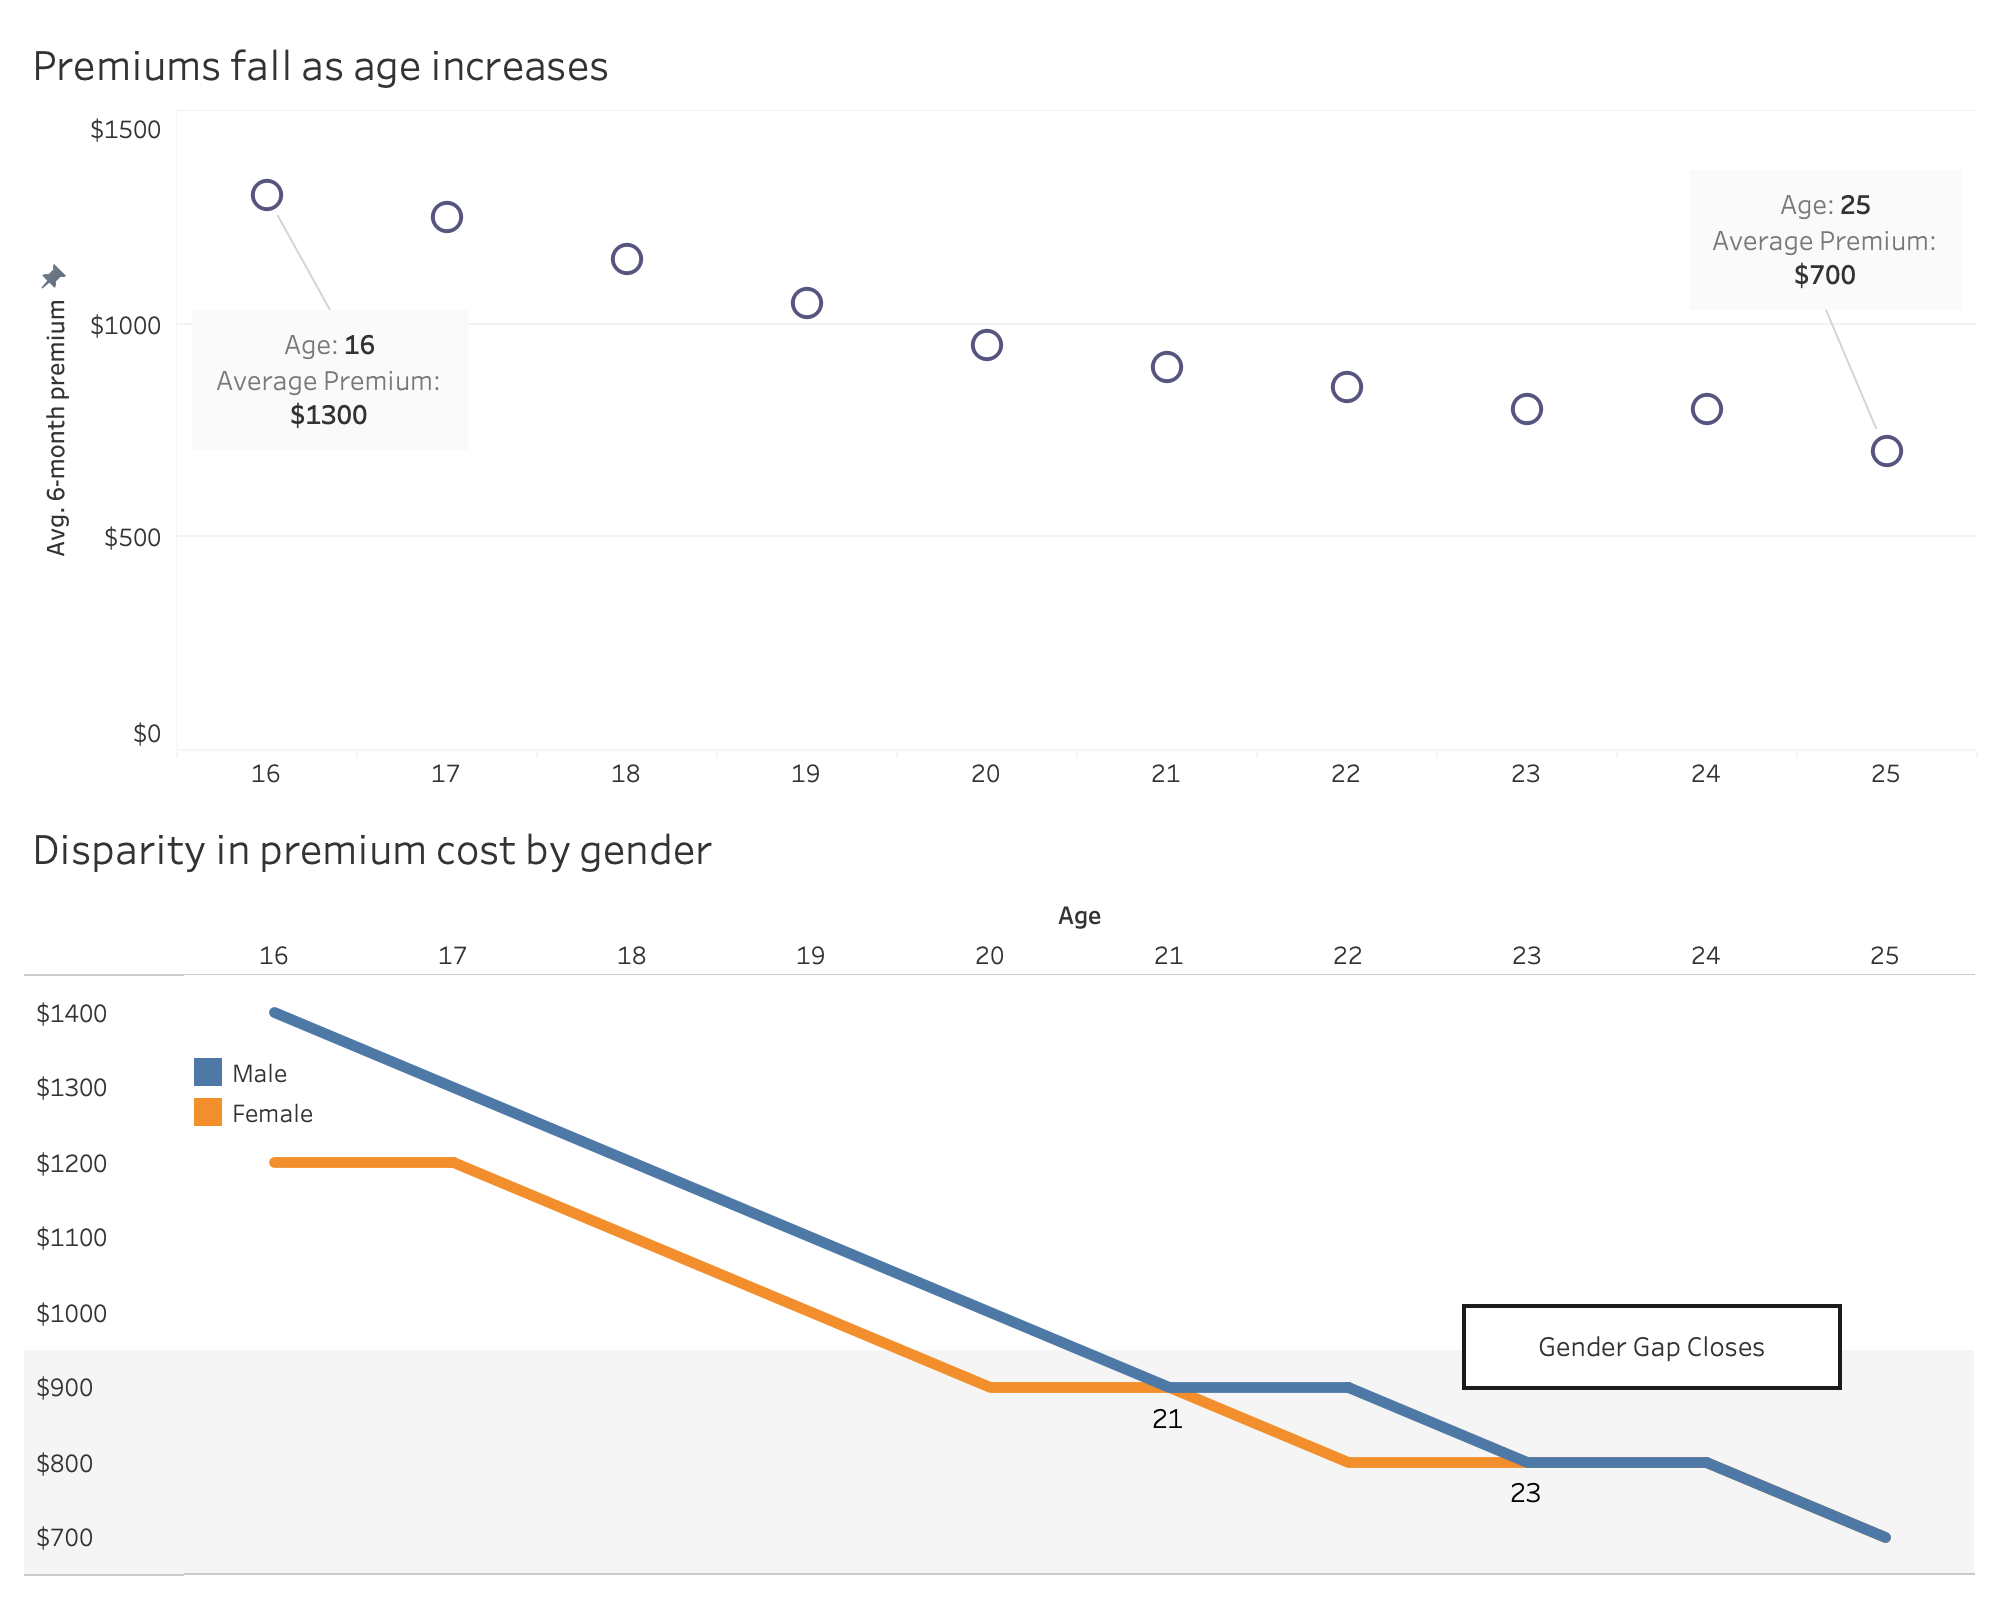 Premiums fall as age increases
$1500
$1000
$500
$0
Avg. 6-month premium
Age: 16
Average Premium:
$1300
Age: 25
Average Premium:
$700
16 17 18 19 20 21 22 23 24 25
Disparity in premium cost by gender
Age
16 17 18 19 20 21 22 23 24 25
$1400
$1300
$1200
$1100
$1000
$900
$800
$700
Male
Female
Gender Gap Closes
21
23